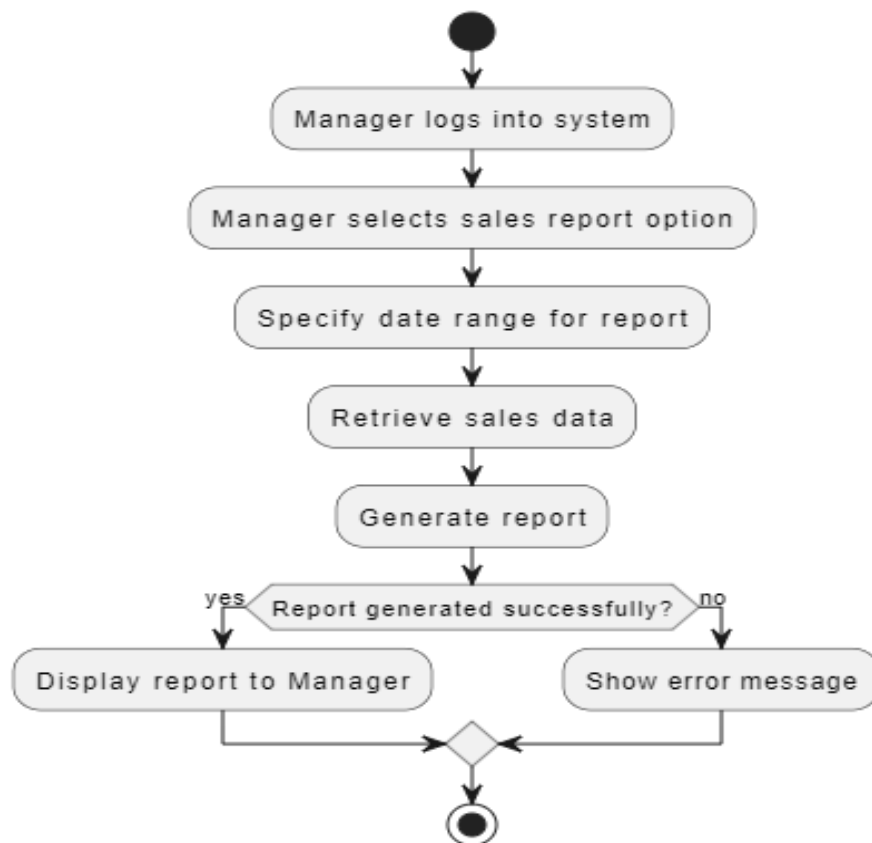 Manager logs into system
Manager selects sales report option
Specify date range for report
Retrieve sales data
Generate report
yes
Report generated successfully?
no
Display report to Manager
Show error message